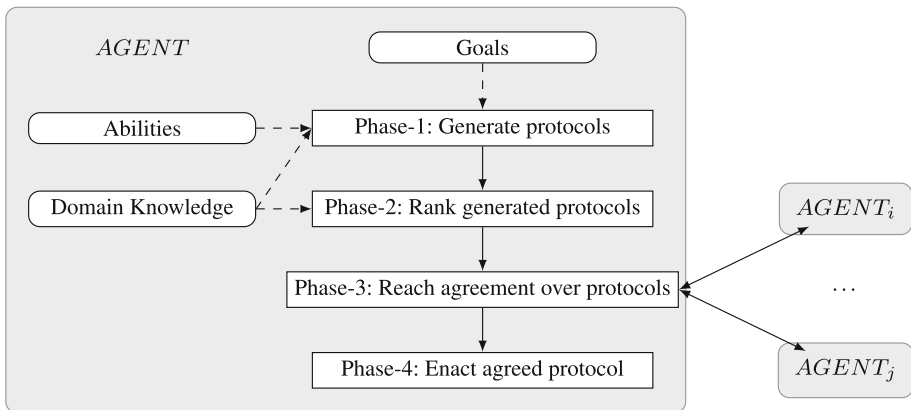 AGENT
Goals
Abilities
Phase-1: Generate protocols
Domain Knowledge
Phase-2: Rank generated protocols
AGENT_i
Phase-3: Reach agreement over protocols
...
Phase-4: Enact agreed protocol
AGENT_j